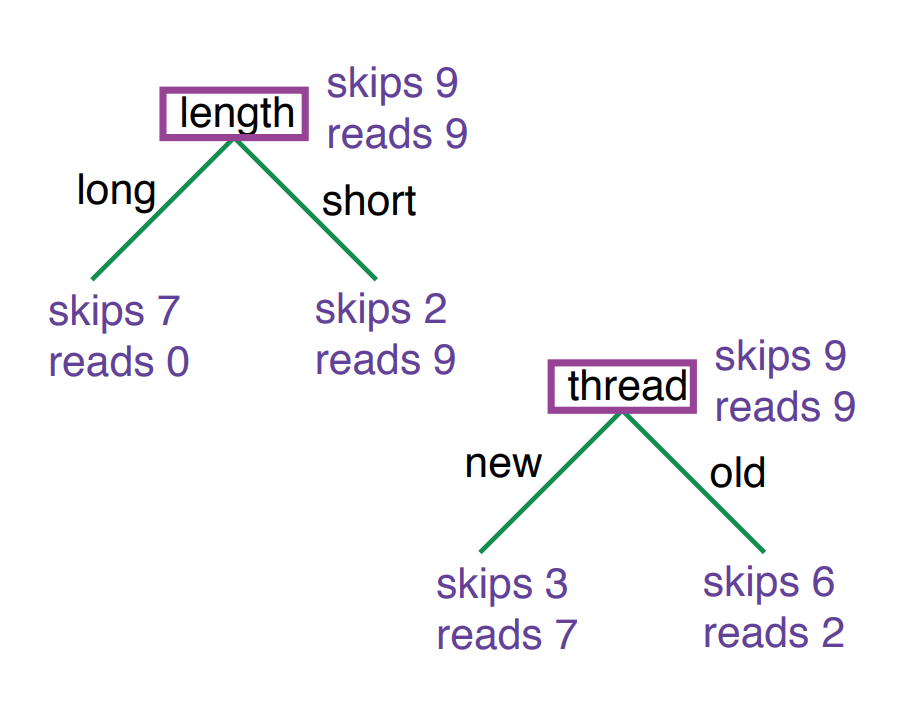 length
skips 9
reads 9
long
short
skips 7
reads 0
skips 2
reads 9
thread
skips 9
reads 9
new
old
skips 3
reads 7
skips 6
reads 2